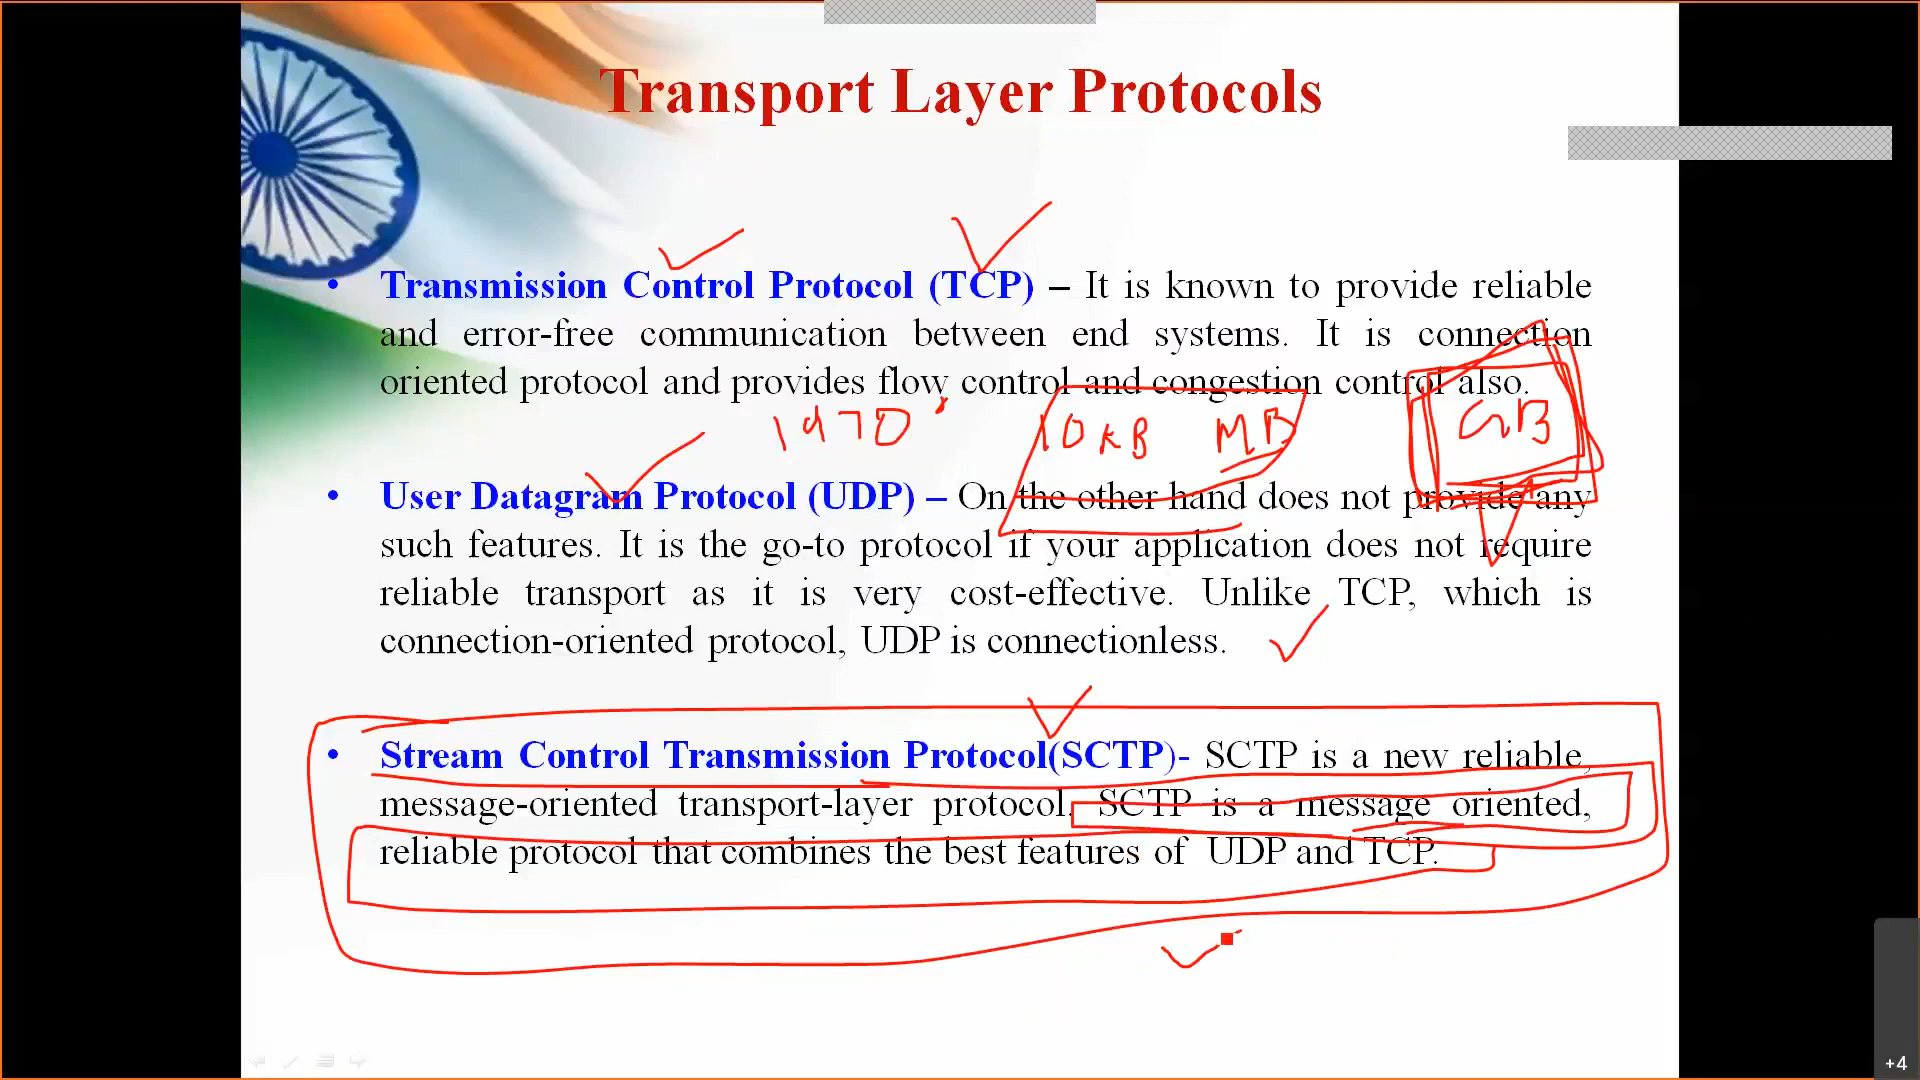 Transport Layer Protocols
• Transmission Control Protocol (TCP) – It is known to provide reliable
and error-free communication between end systems. It is connection
oriented protocol and provides flow control and congestion control also.
1970 10 KB MB GB
• User Datagram Protocol (UDP) – On the other hand does not provide any
such features. It is the go-to protocol if your application does not require
reliable transport as it is very cost-effective. Unlike TCP, which is
connection-oriented protocol, UDP is connectionless.
• Stream Control Transmission Protocol(SCTP)- SCTP is a new reliable,
message-oriented transport-layer protocol. SCTP is a message oriented,
reliable protocol that combines the best features of UDP and TCP.
+4